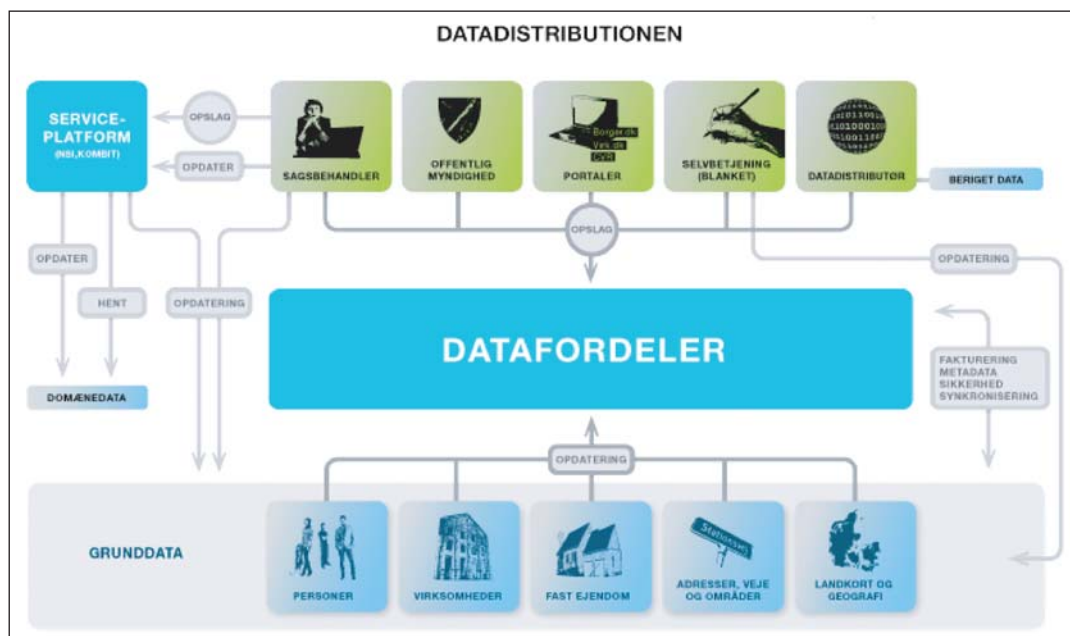 DATADISTRIBUTIONEN
SERVICE-
PLATFORM
(NSI, KOMBIT)
OPSLAG
OPDATER
SAGSBEHANDLER
OFFENTLIG
MYNDIGHED
Borger.dk
Virk.dk
CVR
PORTALER
SELVBETJENING
(BLANKET)
DATADISTRIBUTØR
BERIGET DATA
OPSLAG
OPDATER
HENT
OPDATERING
OPDATERING
DATAFORDELER
FAKTURERING
METADATA
SIKKERHED
SYNKRONISERING
DOMÆNEDATA
OPDATERING
GRUNDDATA
PERSONER
VIRKSOMHEDER
FAST EJENDOM
ADRESSER, VEJE
OG OMRÅDER
LANDKORT OG
GEOGRAFI